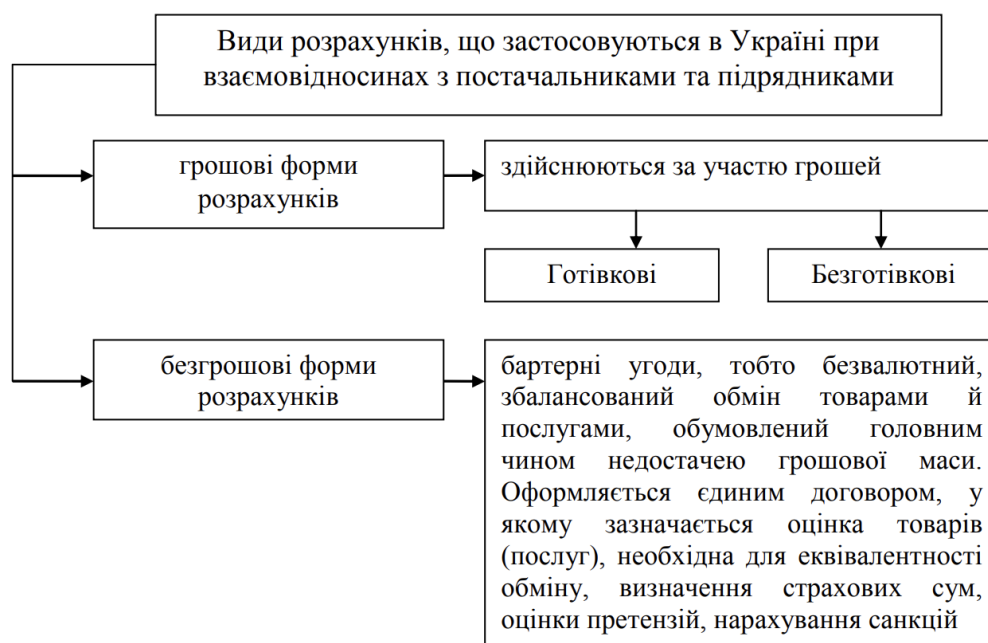 Види розрахунків, що застосовуються в Україні при
взаємовідносинах з постачальниками та підрядниками
грошові форми
розрахунків
здійснюються за участю грошей
Готівкові
Безготівкові
безгрошові форми
розрахунків
бартерні угоди, тобто безвалютний,
збалансований обмін товарами й
послугами, обумовлений головним
чином недостачею грошової маси.
Оформляється єдиним договором, у
якому зазначається оцінка товарів
(послуг), необхідна для еквівалентності
обміну, визначення страхових сум,
оцінки претензій, нарахування санкцій